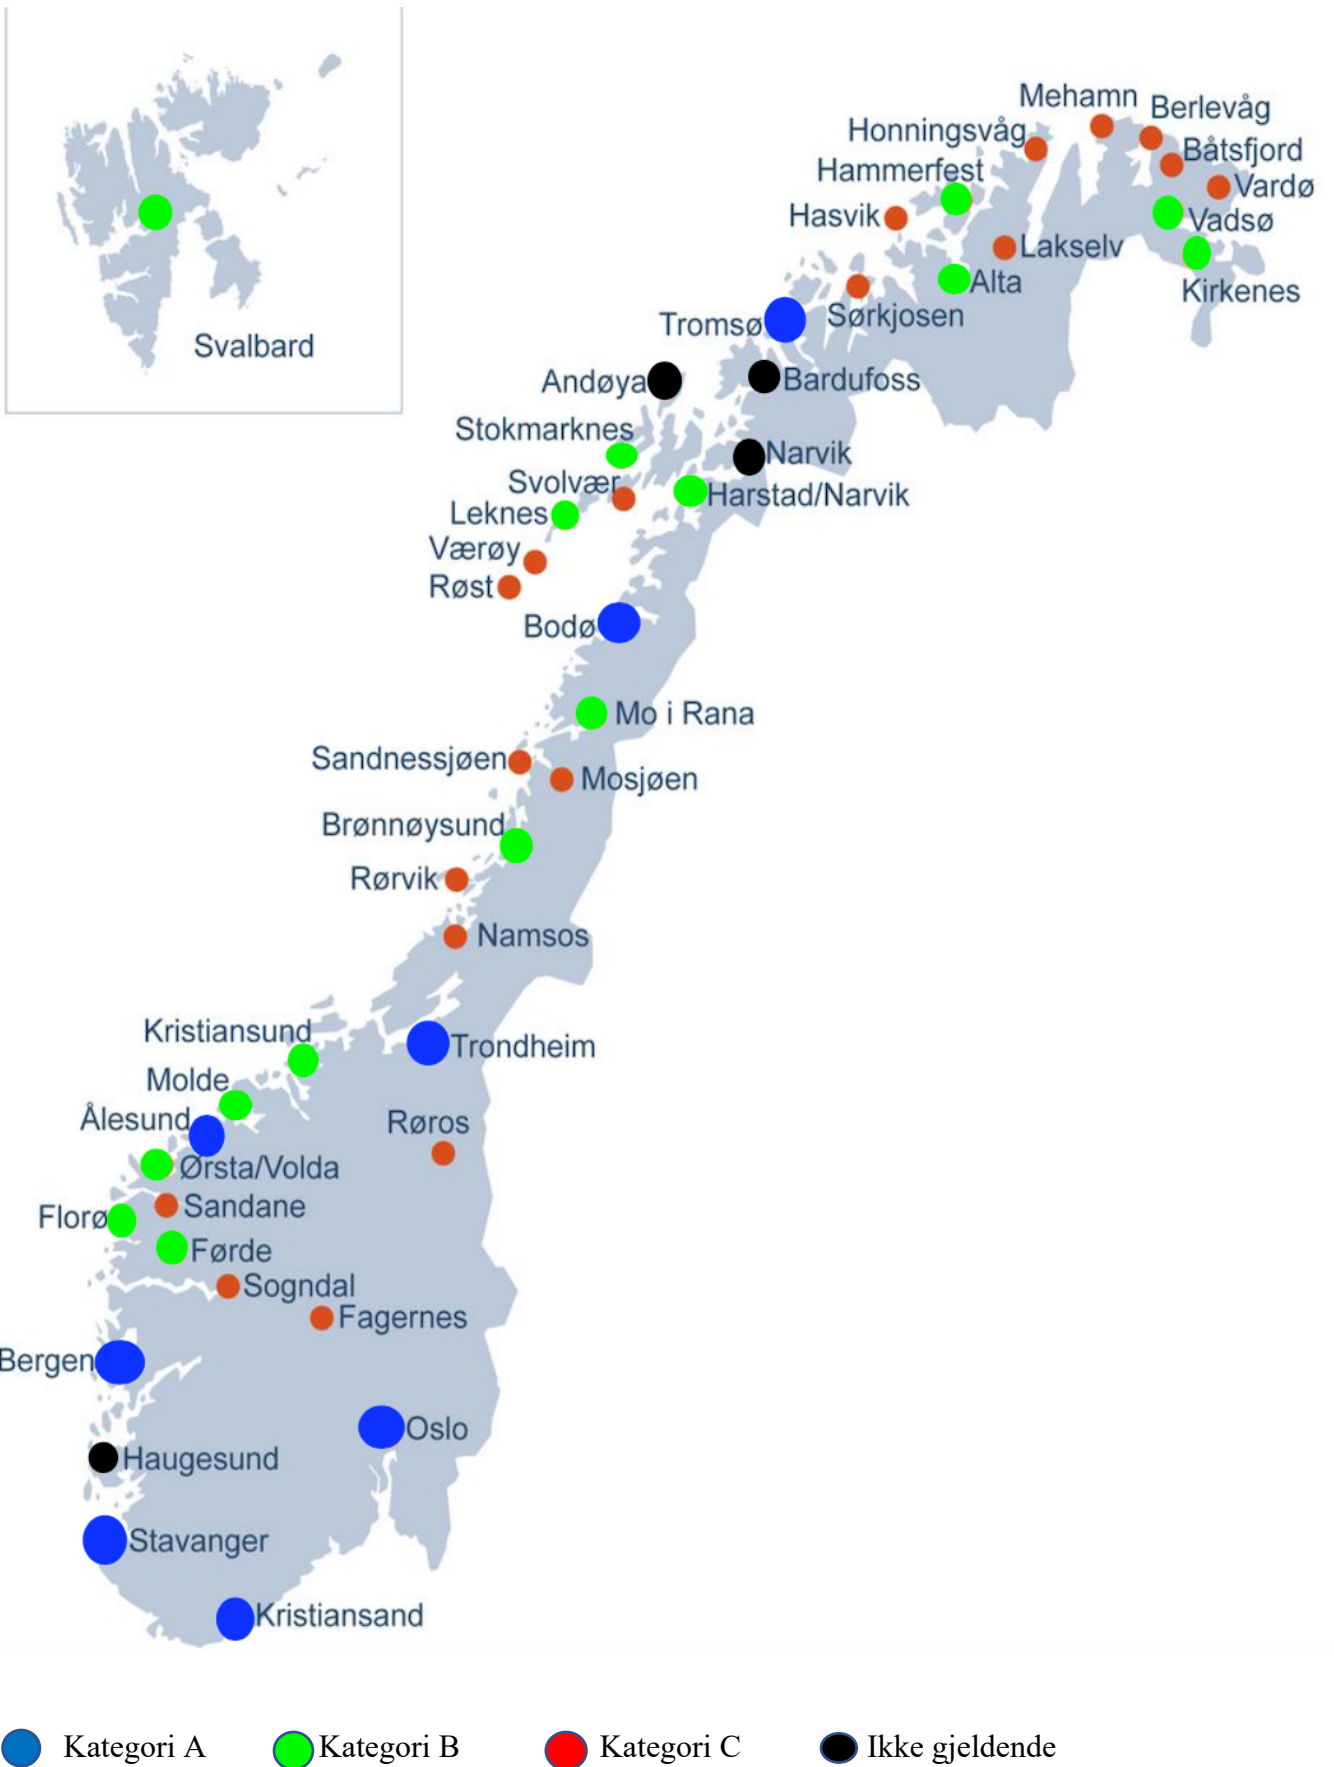 Svalbard
Mehamn
Berlevåg
Honningsvåg
Båtsfjord
Hammerfest
Vardø
Hasvik
Vadsø
Lakselv
Alta
Kirkenes
Sørkjosen
Tromsø
Andøya
Bardufoss
Stokmarknes
Narvik
Svolvær
Harstad/Narvik
Leknes
Værøy
Røst
Bodø
Mo i Rana
Sandnessjøen
Mosjøen
Brønnøysund
Rørvik
Namsos
Kristiansund
Trondheim
Molde
Ålesund
Røros
Ørsta/Volda
Sandane
Florø
Førde
Sogndal
Fagernes
Bergen
Oslo
Haugesund
Stavanger
Kristiansand
Kategori A Kategori B Kategori C Ikke gjeldende